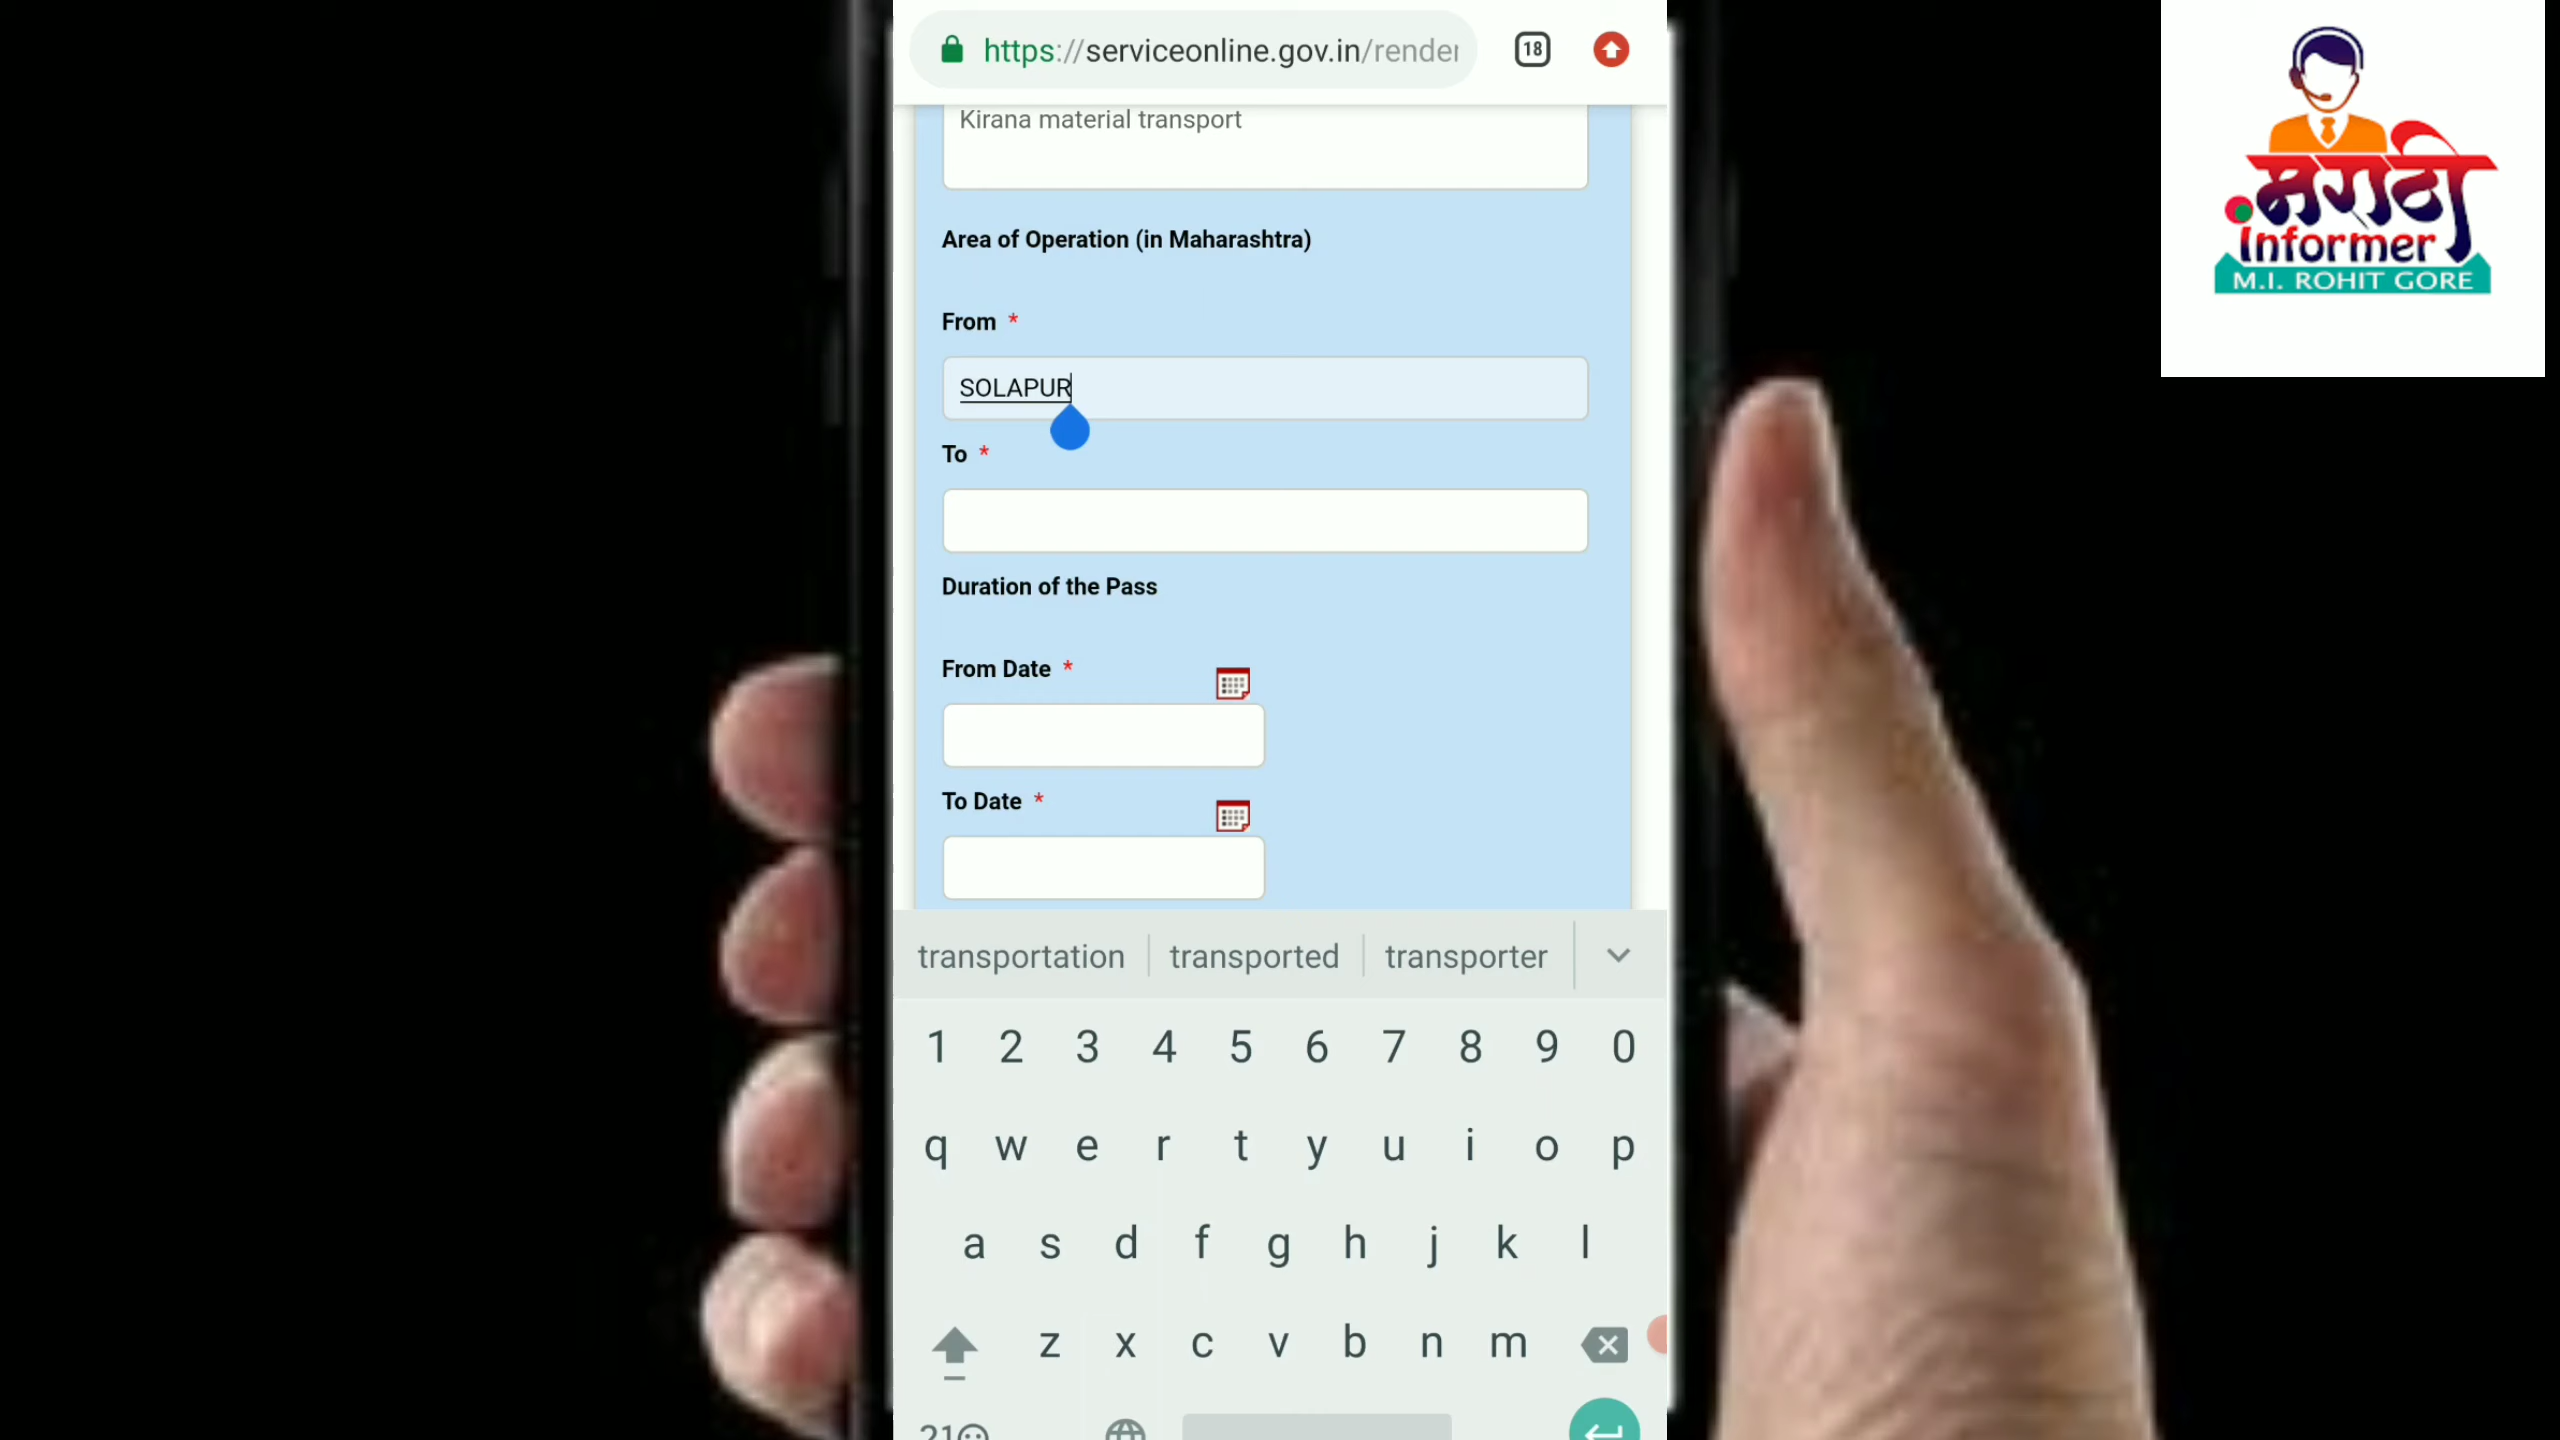 https://serviceonline.gov.in/render
18
Kirana material transport
Area of Operation (in Maharashtra)
From *
SOLAPUR
To *
Duration of the Pass
From Date *
To Date *
transportation transported transporter
1 2 3 4 5 6 7 8 9 0
q w e r t y u i o p
a s d f g h j k l
z x c v b n m
मराठी
Informer
M.I. ROHIT GORE